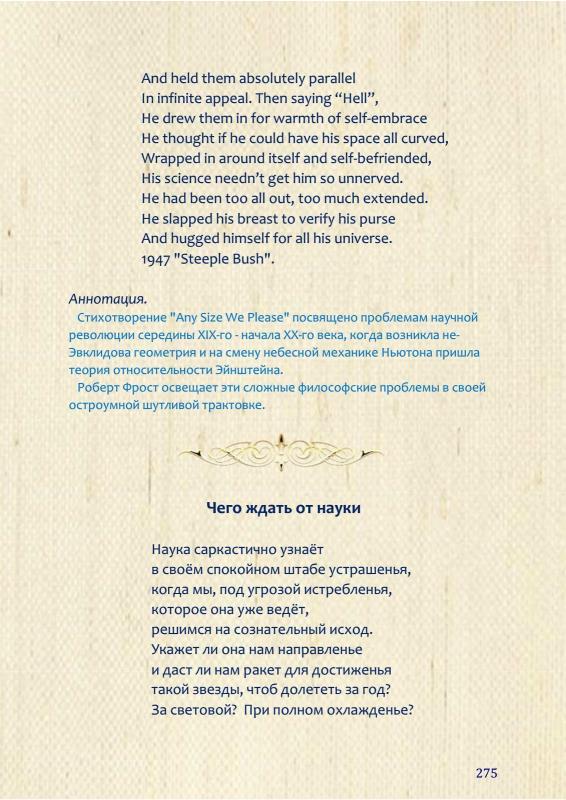 And held them absolutely parallel
In infinite appeal. Then saying “Hell”,
He drew them in for warmth of self-embrace
He thought if he could have his space all curved,
Wrapped in around itself and self-befriended,
His science needn’t get him so unnerved.
He had been too all out, too much extended.
He slapped his breast to verify his purse
And hugged himself for all his universe.
1947 "Steeple Bush".
Аннотация.
Стихотворение "Any Size We Please" посвящено проблемам научной
революции середины XIX-го - начала XX-го века, когда возникла не-
Эвклидова геометрия и на смену небесной механике Ньютона пришла
теория относительности Эйнштейна.
Роберт Фрост освещает эти сложные философские проблемы в своей
остроумной шутливой трактовке.
Чего ждать от науки
Наука саркастично узнаёт
в своём спокойном штабе устрашенья,
когда мы, под угрозой истребленья,
которое она уже ведёт,
решимся на сознательный исход.
Укажет ли она нам направленье
и даст ли нам ракет для достиженья
такой звезды, чтоб долететь за год?
За световой? При полном охлажденье?
275